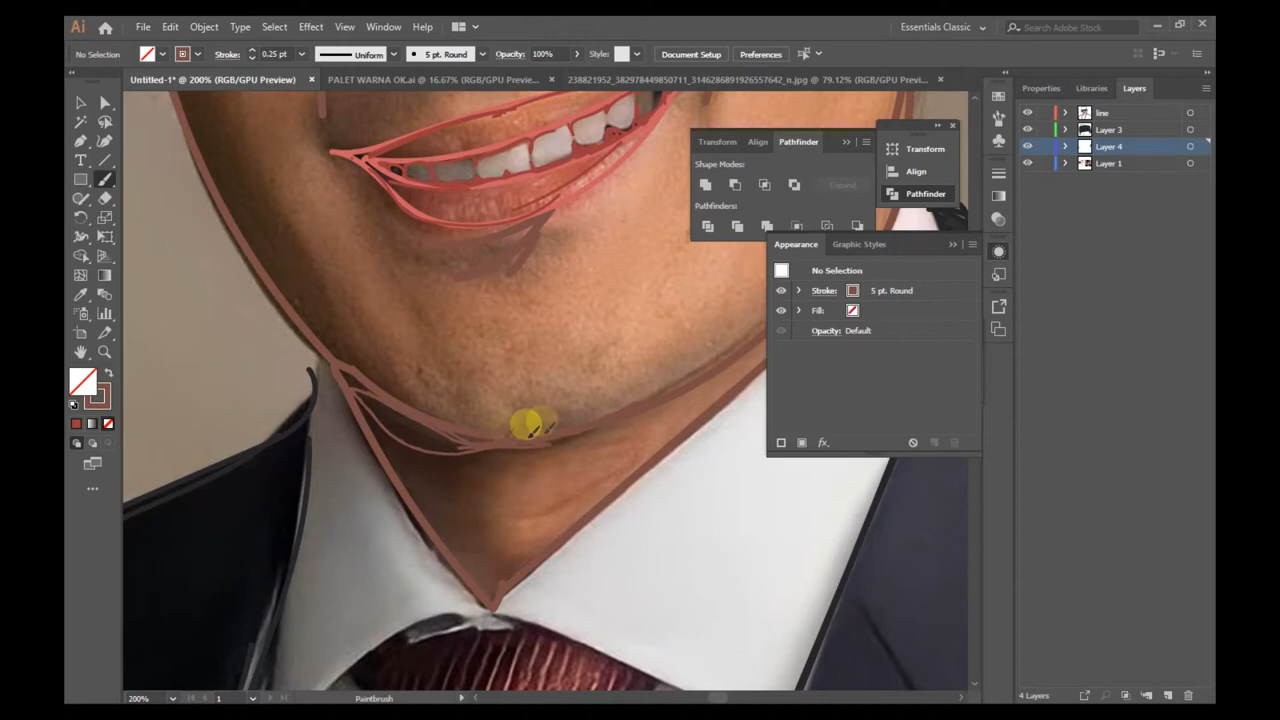 Ai File Edit Object Type Select Effect View Window Help Essentials Classic Search Adobe Stock
No Selection Stroke: 0.25 pt Uniform 5 pt. Round Opacity: 100% Style: Document Setup Preferences
Untitled-1* @ 200% (RGB/GPU Preview) × PALET WARNA OK.ai @ 16.67% (RGB/GPU Previe... × 238821952_382978449850711_3146286891926557642_n.jpg @ 79.12% (RGB/GPU Previ... ×
Properties Libraries Layers
line
Layer 3
Layer 4
Layer 1
Transform Align Pathfinder
Shape Modes:
Expand
Pathfinders:
Transform
Align
Pathfinder
Appearance Graphic Styles
No Selection
Stroke: 5 pt. Round
Fill:
Opacity: Default
fx
200% 1 Paintbrush
4 Layers